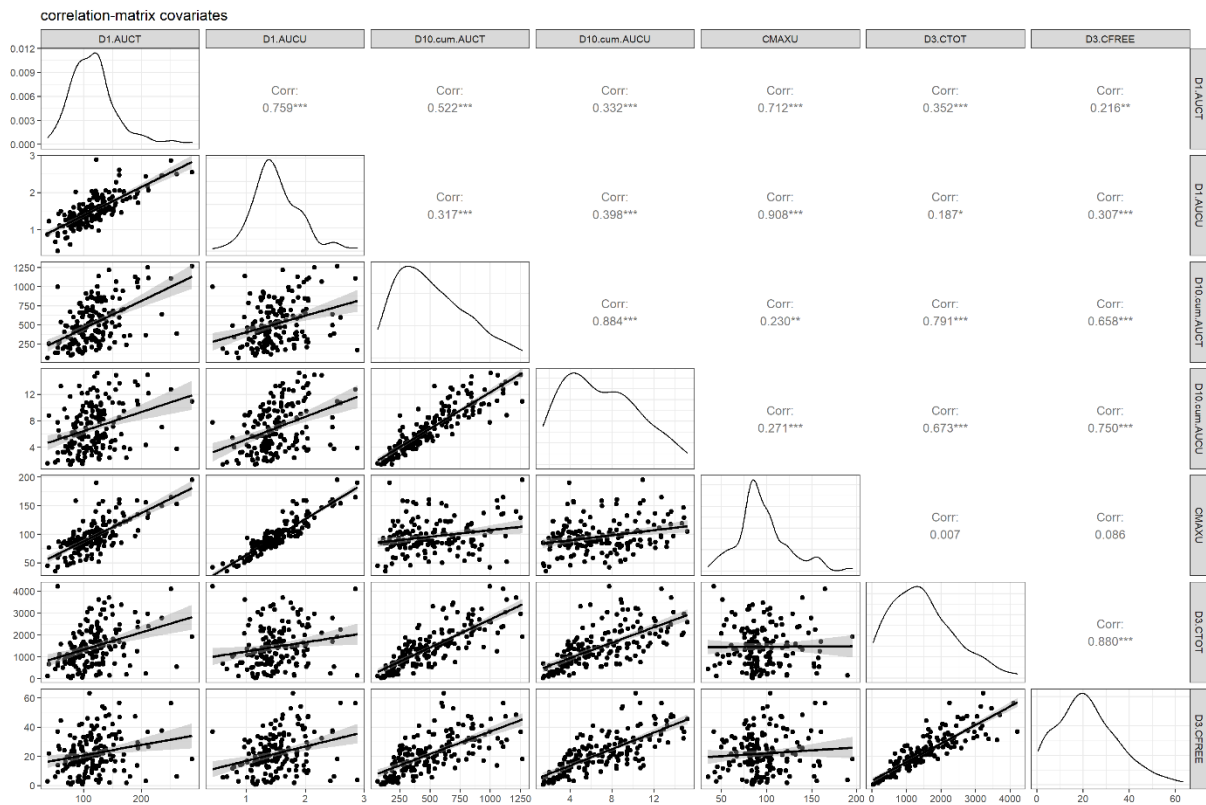 correlation-matrix covariates
D1.AUCT D1.AUCU D10.cum.AUCT D10.cum.AUCU CMAXU D3.CTOT D3.CFREE
0.012
0.009
0.006
0.003
0.000
Corr: Corr: Corr: Corr: Corr: Corr:
0.759*** 0.522*** 0.332*** 0.712*** 0.352*** 0.216**
D1.AUCT
3
2
1
Corr: Corr: Corr: Corr: Corr:
0.317*** 0.398*** 0.908*** 0.187* 0.307***
D1.AUCU
1250
1000
750
500
250
Corr: Corr: Corr: Corr:
0.884*** 0.230** 0.791*** 0.658***
D10.cum.AUCT
12
8
4
Corr: Corr: Corr:
0.271*** 0.673*** 0.750***
D10.cum.AUCU
200
150
100
50
Corr: Corr:
0.007 0.086
CMAXU
4000
3000
2000
1000
0
Corr:
0.880***
D3.CTOT
60
40
20
0
D3.CFREE
100 200 1 2 3 250 500 750 1000 1250 4 8 12 50 100 150 200 0 1000 2000 3000 4000 0 20 40 60